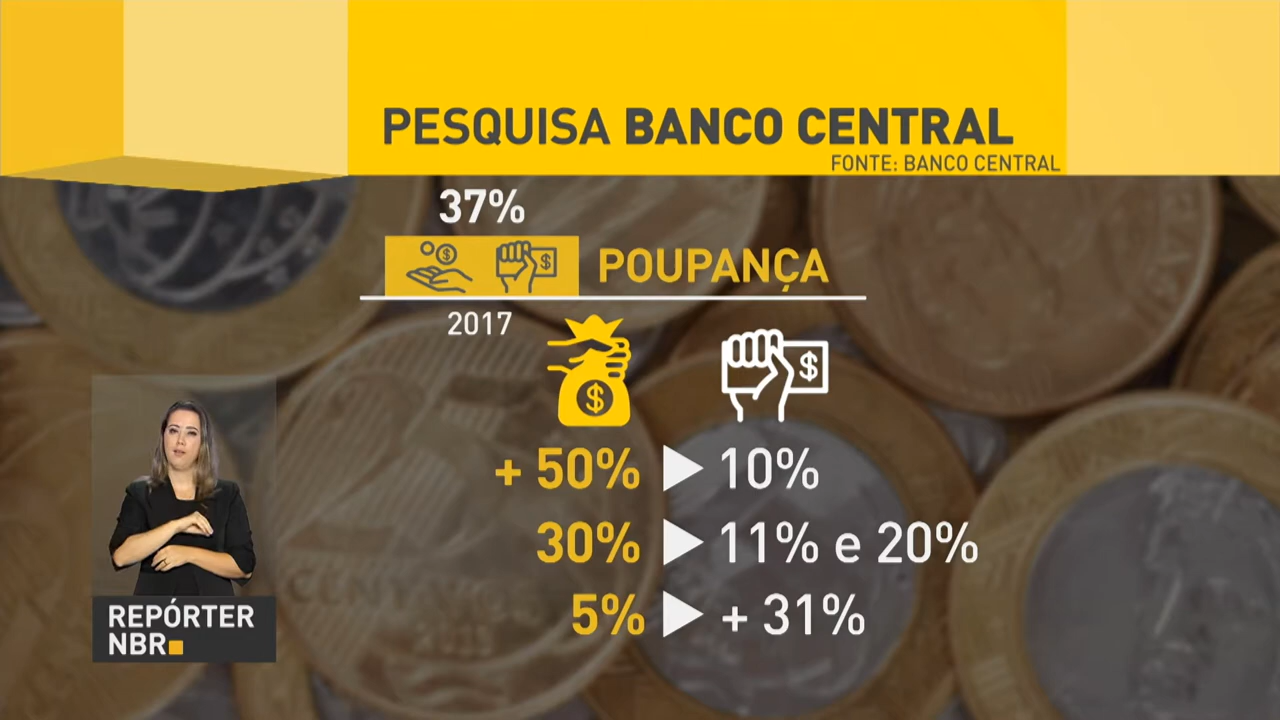 PESQUISA BANCO CENTRAL
FONTE: BANCO CENTRAL
37%
POUPANÇA
2017
+ 50% ▶ 10%
30% ▶ 11% e 20%
5% ▶ + 31%
REPÓRTER
NBR